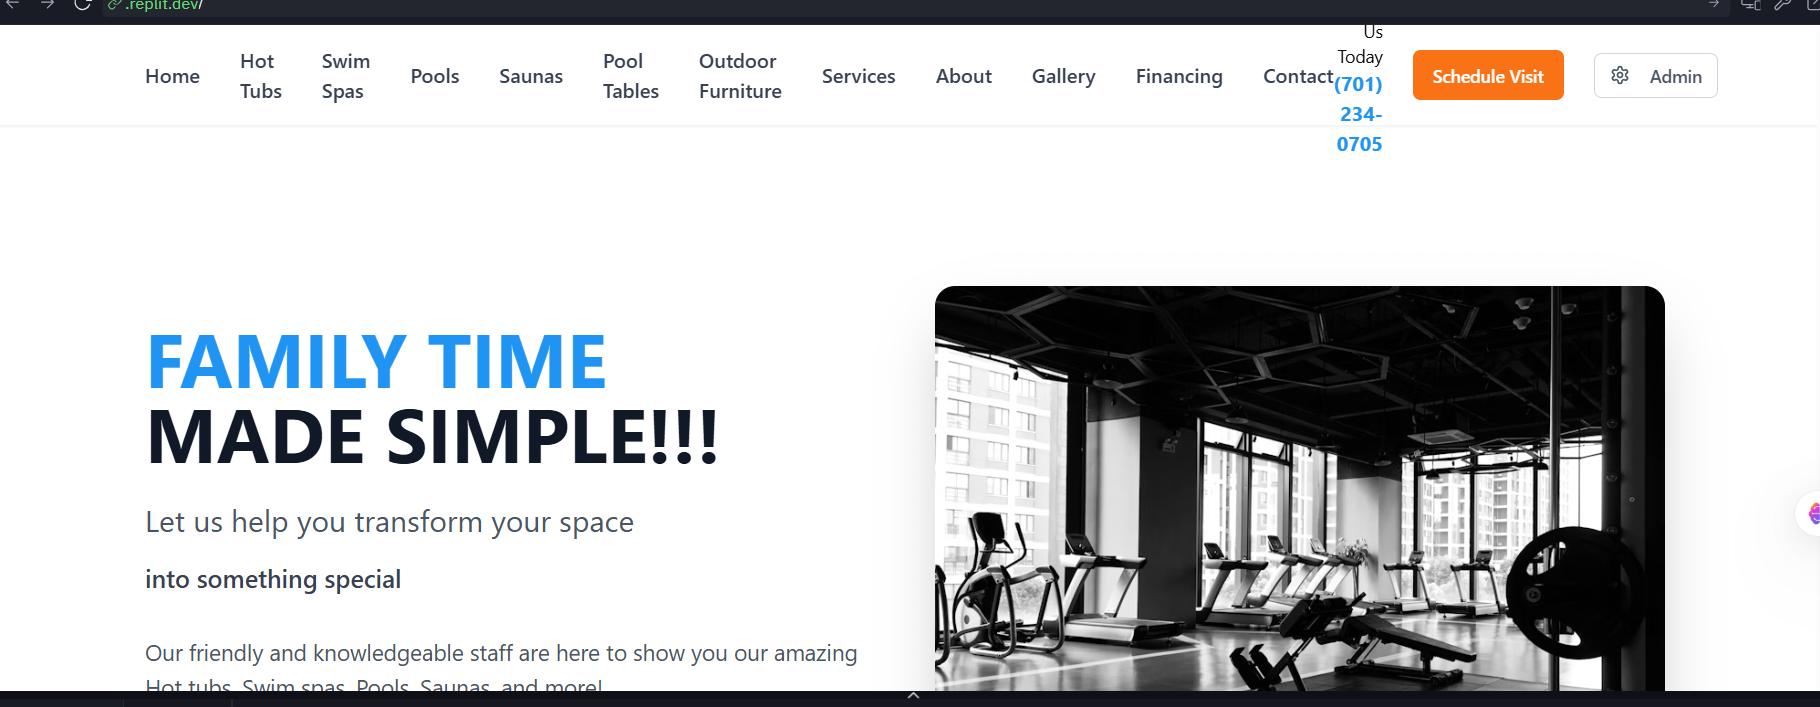 .replit.dev/
Home
Hot
Tubs
Swim
Spas
Pools
Saunas
Pool
Tables
Outdoor
Furniture
Services
About
Gallery
Financing
Contact
Us
Today
(701)
234-
0705
Schedule Visit
Admin
FAMILY TIME
MADE SIMPLE!!!
Let us help you transform your space
into something special
Our friendly and knowledgeable staff are here to show you our amazing
Hot tubs, Swim spas, Pools, Saunas, and more!